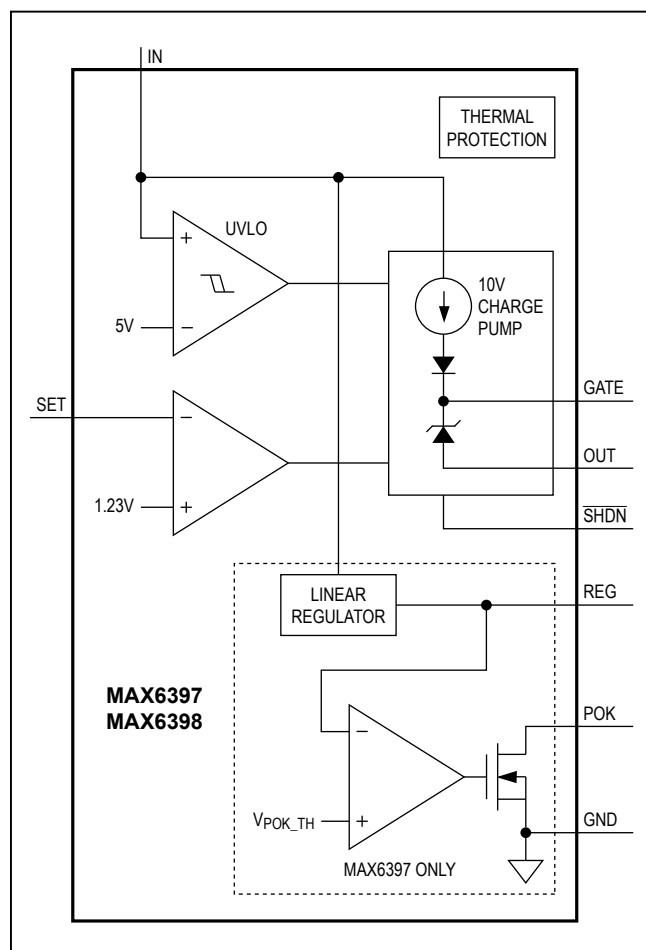 IN
THERMAL
PROTECTION
UVLO
+
5V
−
10V
CHARGE
PUMP
GATE
SET
−
OUT
1.23V
+
SHDN
LINEAR
REGULATOR
REG
MAX6397
MAX6398
−
POK
VPOK_TH
+
GND
MAX6397 ONLY